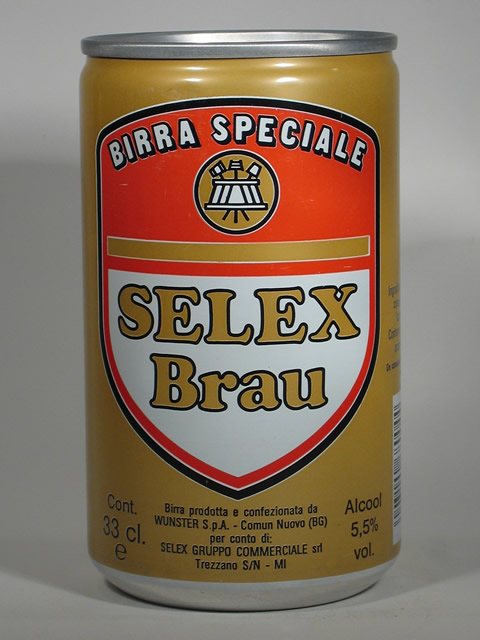 BIRRA SPECIALE
SELEX
Brau
Cont.
33 cl.
e
Birra prodotta e confezionata da
WUNSTER S.p.A. - Comun Nuovo (BG)
per conto di:
SELEX GRUPPO COMMERCIALE srl
Trezzano S/N - MI
Alcool
5,5%
vol.